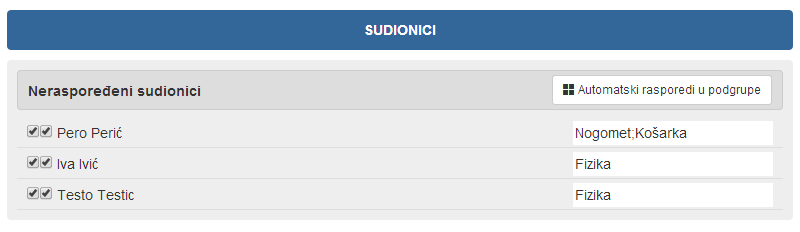 SUDIONICI
Neraspoređeni sudionici Automatski rasporedi u podgrupe
Pero Perić Nogomet;Košarka
Iva Ivić Fizika
Testo Testic Fizika